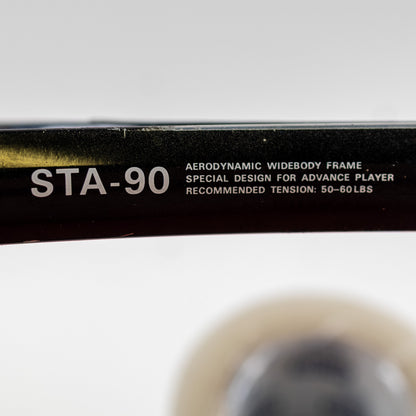 STA-90
AERODYNAMIC WIDEBODY FRAME
SPECIAL DESIGN FOR ADVANCE PLAYER
RECOMMENDED TENSION: 50-60LBS